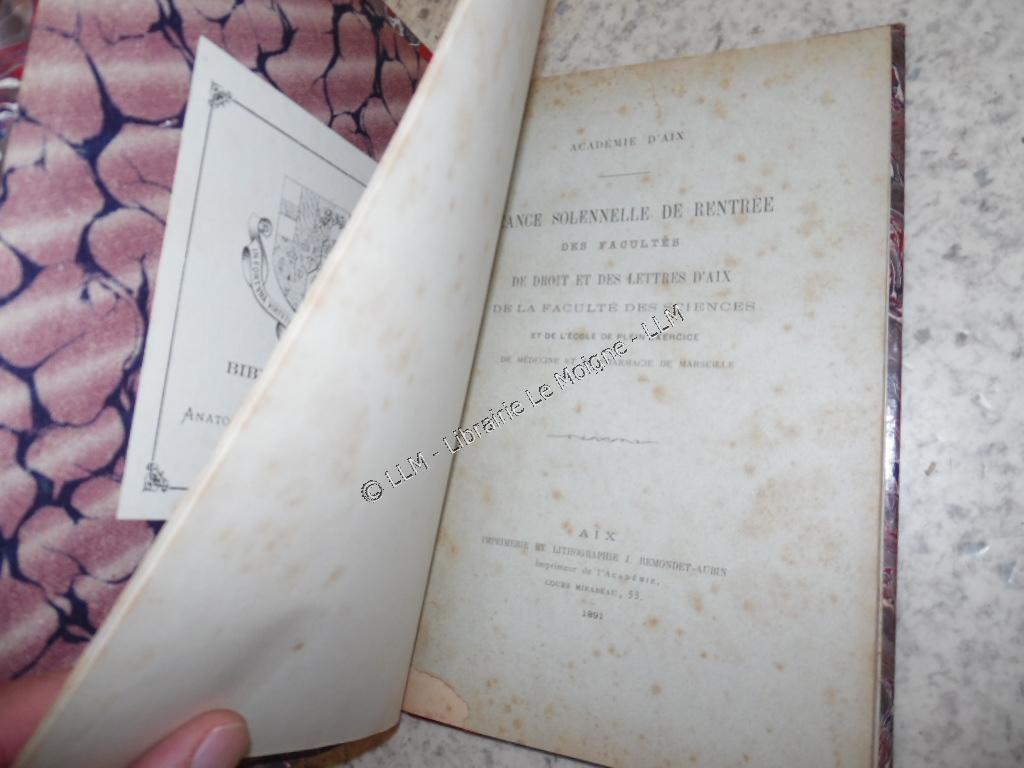 BIB
ANATO
ACADÉMIE D'AIX
ANCE SOLENNELLE DE RENTRÉE
DES FACULTÉS
DE DROIT ET DES LETTRES D'AIX
DE LA FACULTÉ DES SCIENCES
ET DE L'ÉCOLE DE PLEIN EXERCICE
DE MÉDECINE ET PHARMACIE DE MARSEILLE
AIX
IMPRIMERIE ET LITHOGRAPHIE J. REMONDET-AUBIN
Imprimeur de l'Académie,
COURS MIRABEAU, 53.
1891
© LLM - Librairie Le Moigne - LLM